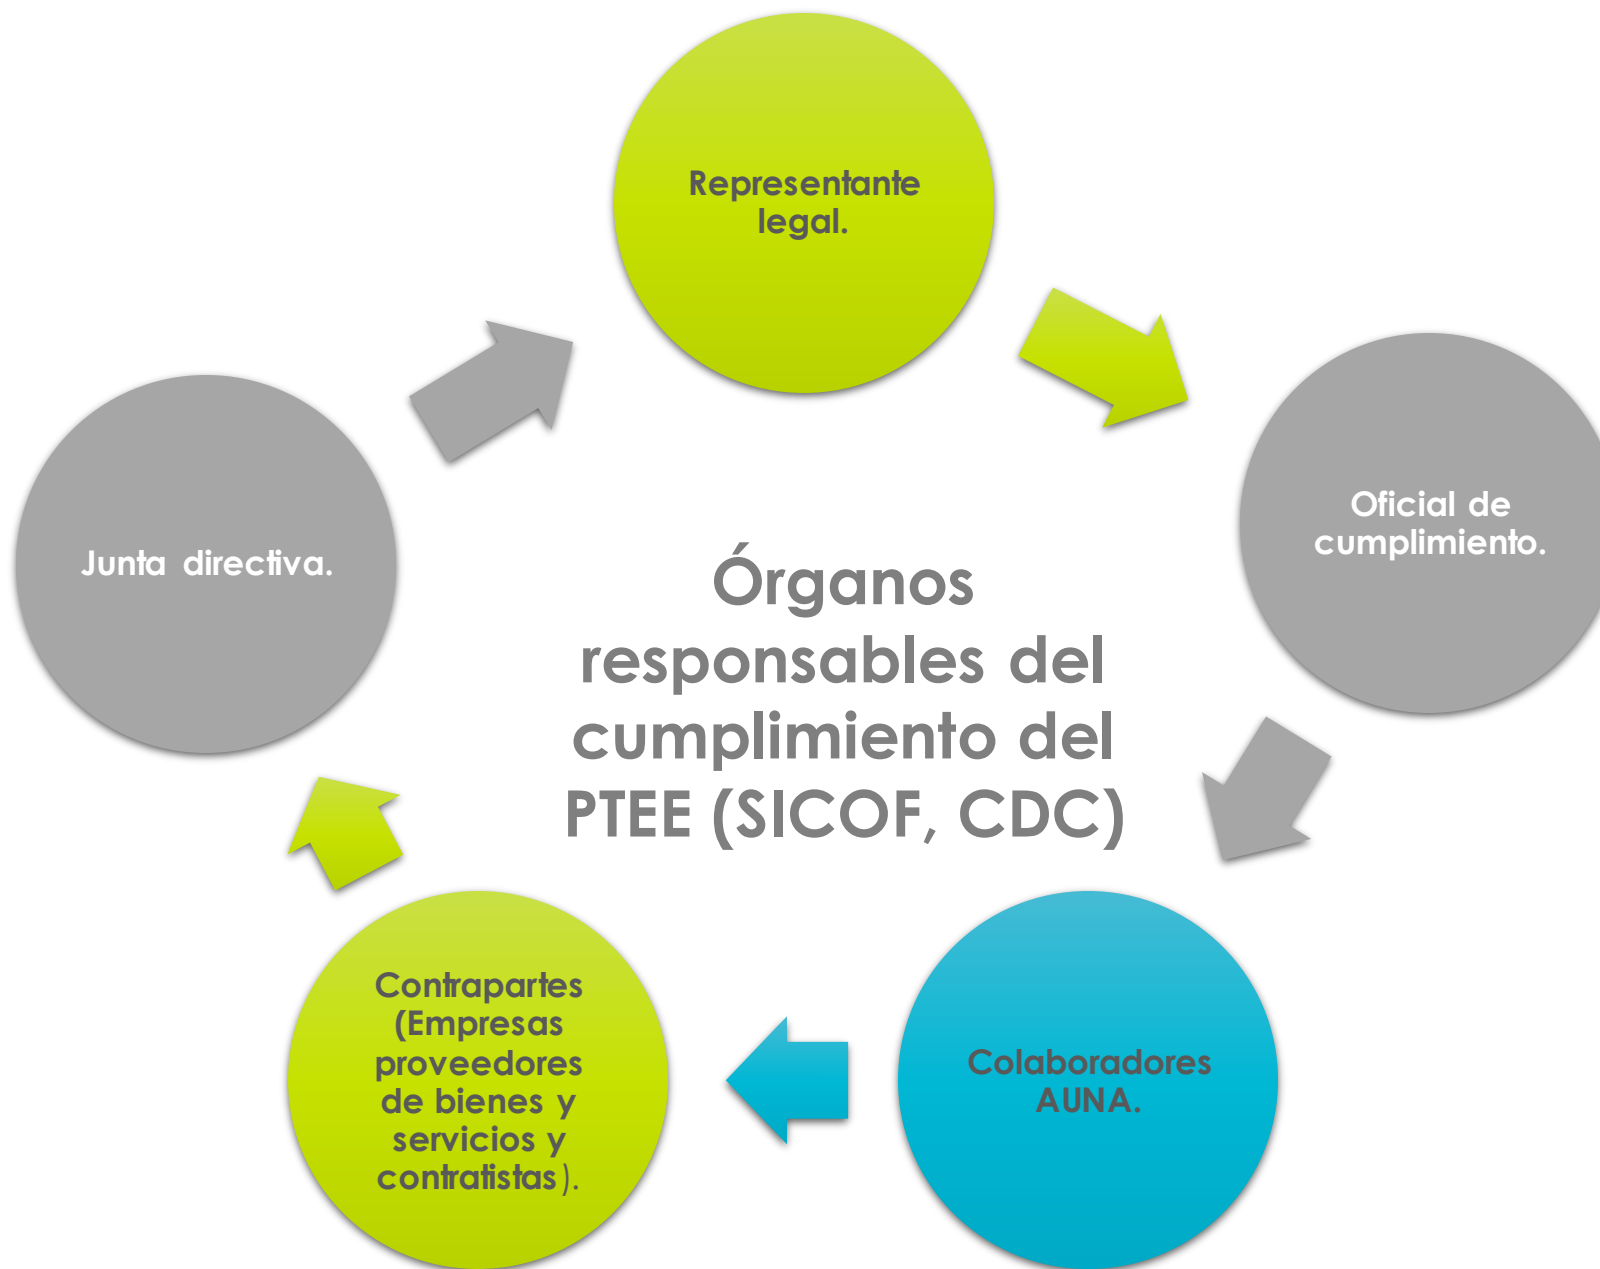 Representante
legal.
Oficial de
cumplimiento.
Junta directiva.
Órganos
responsables del
cumplimiento del
PTEE (SICOF, CDC)
Contrapartes
(Empresas
proveedores
de bienes y
servicios y
contratistas).
Colaboradores
AUNA.